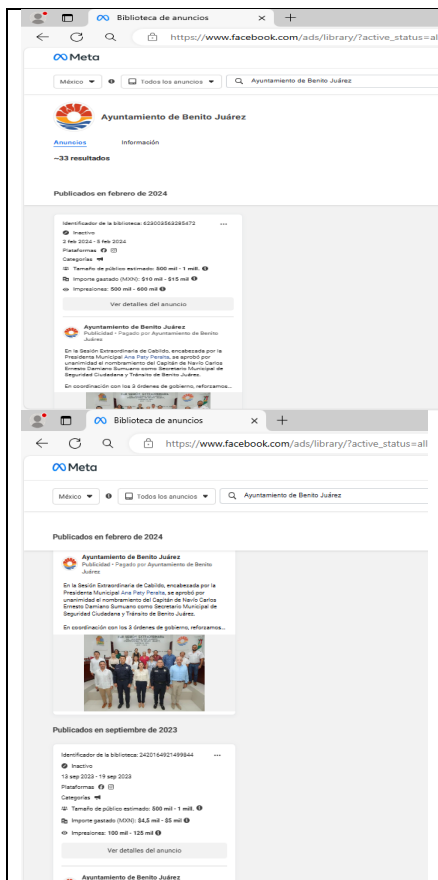 Biblioteca de anuncios
https://www.facebook.com/ads/library/?active_status=al
Meta
México
Todos los anuncios
Ayuntamiento de Benito Juárez
Ayuntamiento de Benito Juárez
Anuncios
Información
~33 resultados
Publicados en febrero de 2024
Identificador de la biblioteca: 623003563285472
Inactivo
2 feb 2024 - 5 feb 2024
Plataformas
Categorías
Tamaño de público estimado: 500 mil - 1 mill.
Importe gastado (MXN): $10 mil - $15 mil
Impresiones: 500 mil - 600 mil
Ver detalles del anuncio
Ayuntamiento de Benito Juárez
Publicidad • Pagado por Ayuntamiento de Benito
Juárez
En la Sesión Extraordinaria de Cabildo, encabezada por la
Presidenta Municipal Ana Paty Peralta, se aprobó por
unanimidad el nombramiento del Capitán de Navío Carlos
Ernesto Damiano Sumuano como Secretario Municipal de
Seguridad Ciudadana y Tránsito de Benito Juárez.
En coordinación con los 3 órdenes de gobierno, reforzamos...
Biblioteca de anuncios
https://www.facebook.com/ads/library/?active_status=all
Meta
México
Todos los anuncios
Ayuntamiento de Benito Juárez
Publicados en febrero de 2024
Ayuntamiento de Benito Juárez
Publicidad • Pagado por Ayuntamiento de Benito
Juárez
En la Sesión Extraordinaria de Cabildo, encabezada por la
Presidenta Municipal Ana Paty Peralta, se aprobó por
unanimidad el nombramiento del Capitán de Navío Carlos
Ernesto Damiano Sumuano como Secretario Municipal de
Seguridad Ciudadana y Tránsito de Benito Juárez.
En coordinación con los 3 órdenes de gobierno, reforzamos...
Publicados en septiembre de 2023
Identificador de la biblioteca: 2420164921499844
Inactivo
13 sep 2023 - 19 sep 2023
Plataformas
Categorías
Tamaño de público estimado: 500 mil - 1 mill.
Importe gastado (MXN): $4,5 mil - $5 mil
Impresiones: 100 mil - 125 mil
Ver detalles del anuncio
Ayuntamiento de Benito Juárez